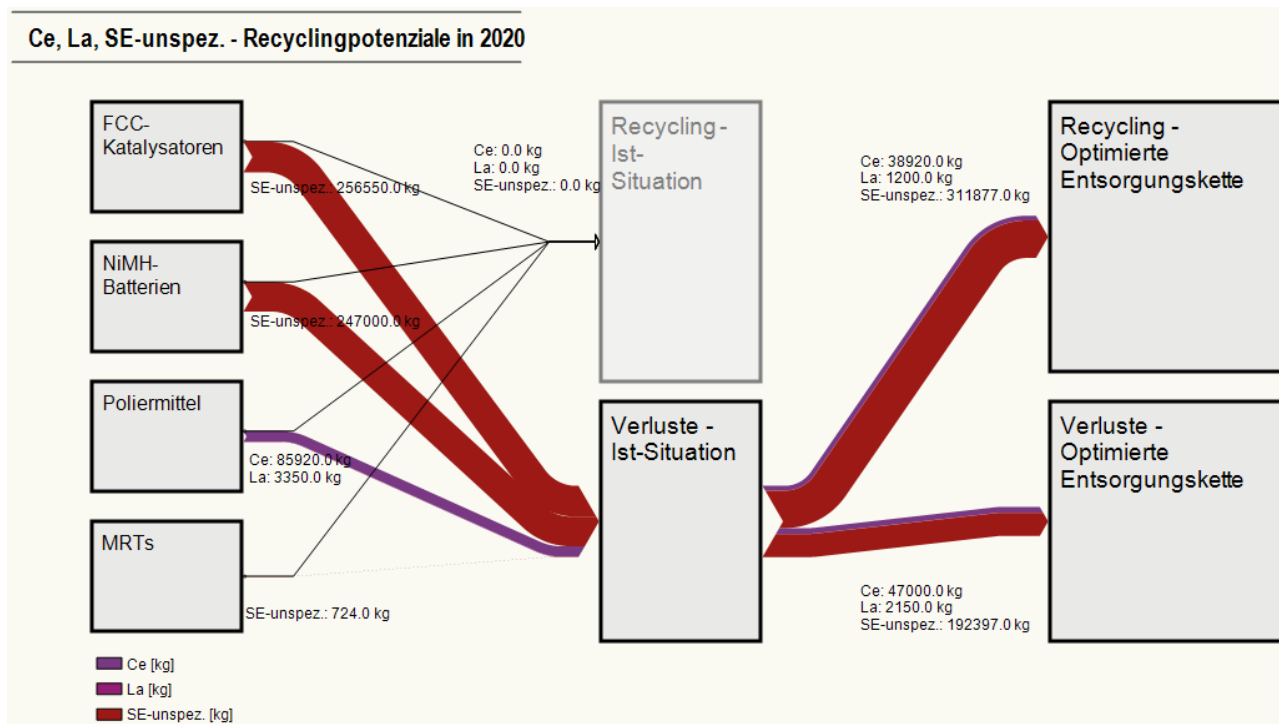 Ce, La, SE-unspez. - Recyclingpotenziale in 2020
FCC-
Katalysatoren
SE-unspez.: 256550.0 kg
NiMH-
Batterien
SE-unspez.: 247000.0 kg
Poliermittel
Ce: 85920.0 kg
La: 3350.0 kg
MRTs
SE-unspez.: 724.0 kg
Ce: 0.0 kg
La: 0.0 kg
SE-unspez.: 0.0 kg
Recycling -
Ist-
Situation
Verluste -
Ist-Situation
Ce: 38920.0 kg
La: 1200.0 kg
SE-unspez.: 311877.0 kg
Recycling -
Optimierte
Entsorgungskette
Verluste -
Optimierte
Entsorgungskette
Ce: 47000.0 kg
La: 2150.0 kg
SE-unspez.: 192397.0 kg
Ce [kg]
La [kg]
SE-unspez. [kg]